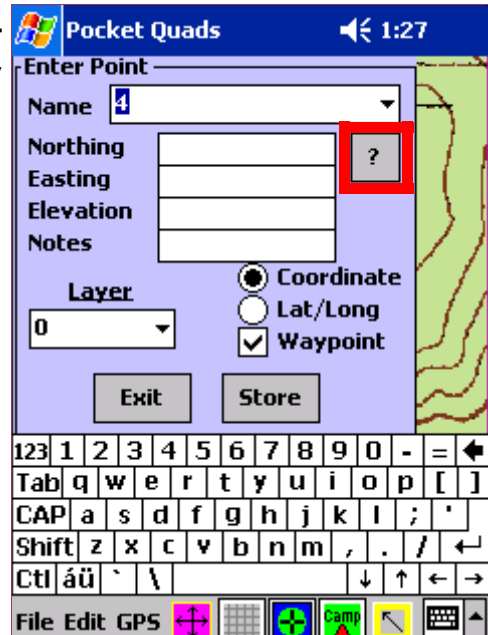 Pocket Quads 1:27
Enter Point
Name 4
Northing
?
Easting
Elevation
Notes
Coordinate
Layer
Lat/Long
0
Waypoint
Exit Store
123 1 2 3 4 5 6 7 8 9 0 - =
Tab q w e r t y u i o p [ ]
CAP a s d f g h j k l ; '
Shift z x c v b n m , . /
Ctl áü ` \
File Edit GPS Camp